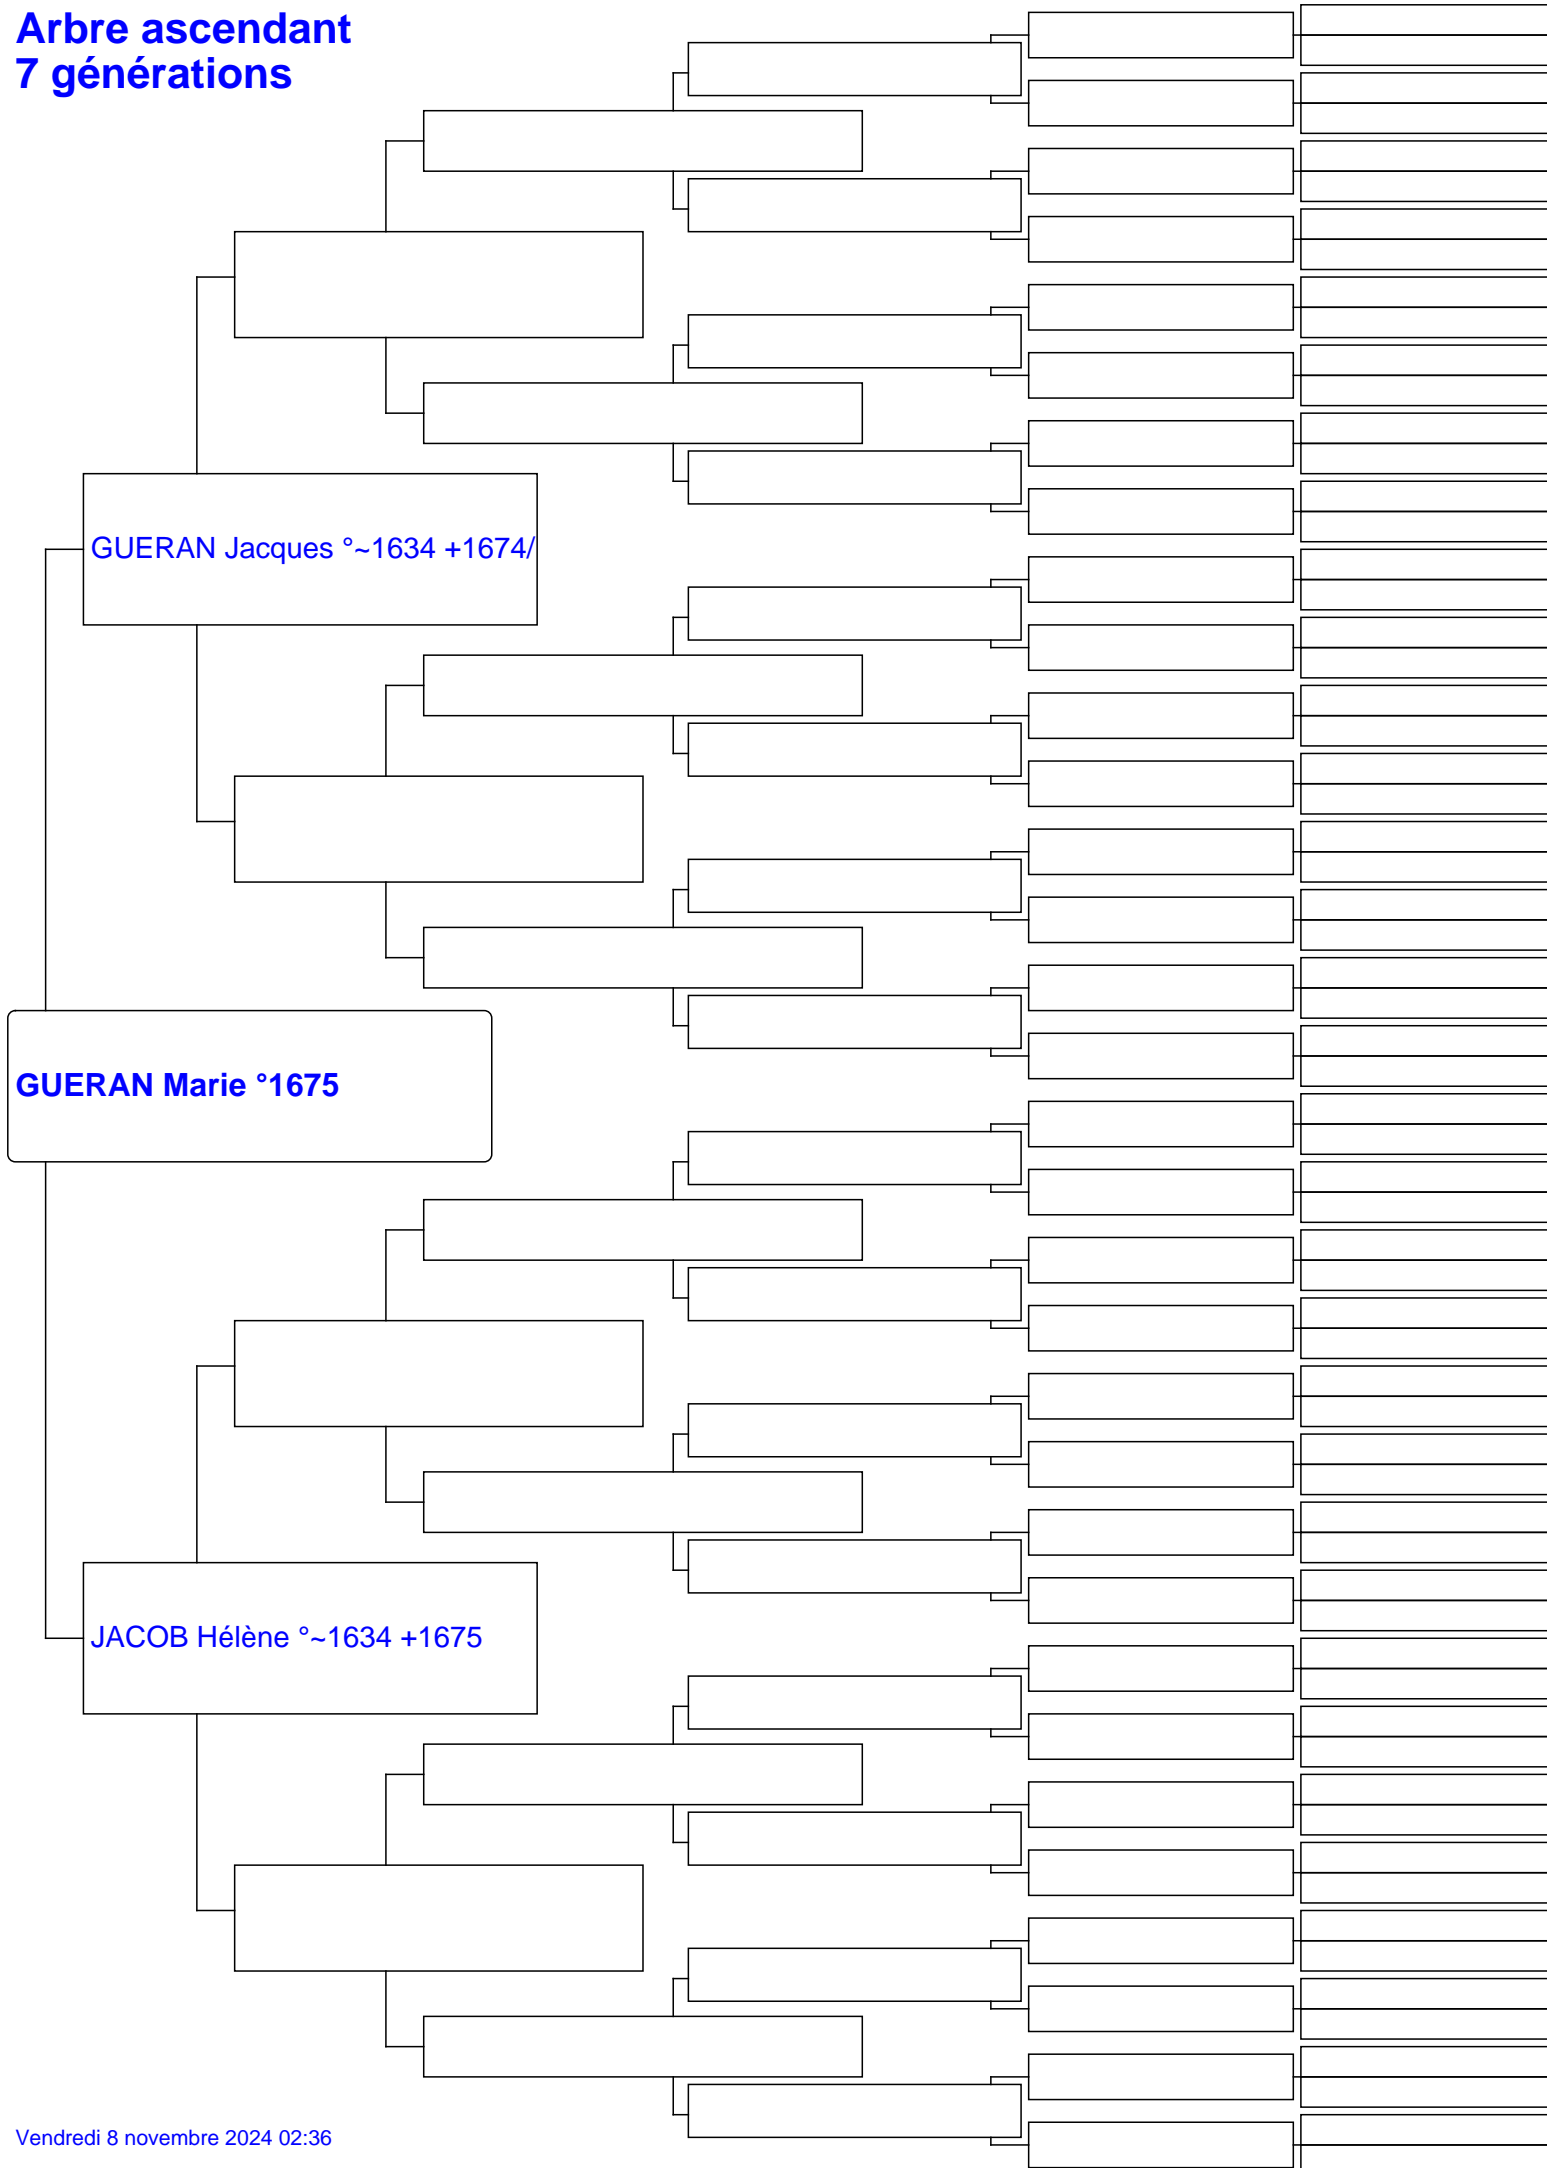 Arbre ascendant
7 générations
GUERAN Jacques °~1634 +1674/
GUERAN Marie °1675
JACOB Hélène °~1634 +1675
Vendredi 8 novembre 2024 02:36